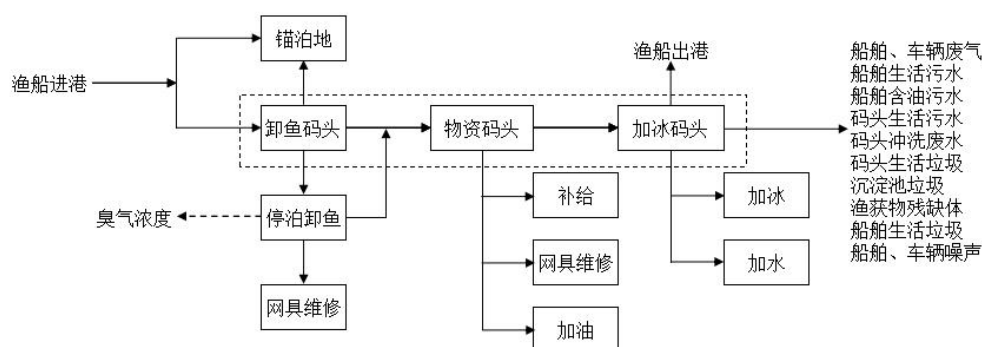 锚泊地
渔船进港
渔船出港
卸鱼码头
物资码头
加冰码头
船舶、车辆废气
船舶生活污水
船舶含油污水
码头生活污水
码头冲洗废水
码头生活垃圾
沉淀池垃圾
渔获物残缺体
船舶生活垃圾
船舶、车辆噪声
臭气浓度
停泊卸鱼
补给
加冰
网具维修
加水
网具维修
加油